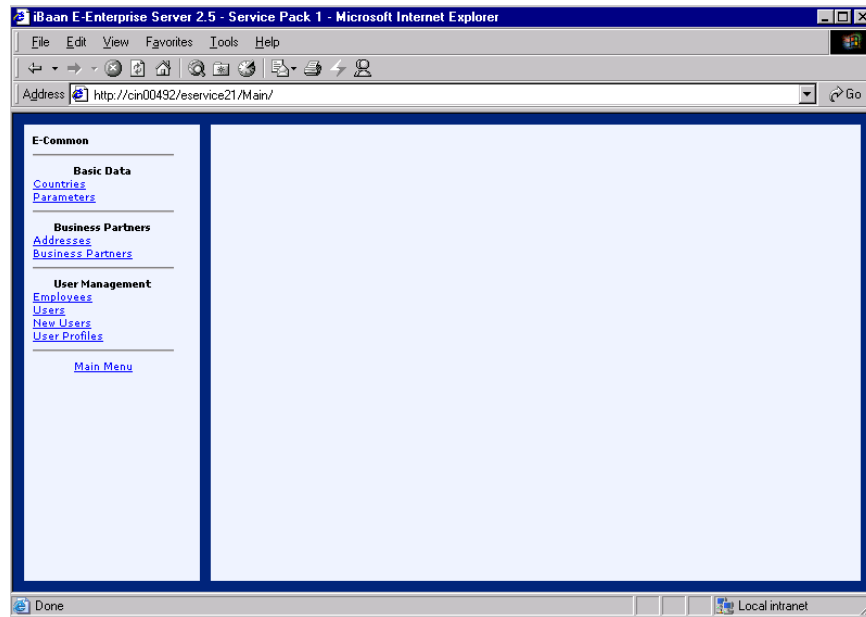 iBaan E-Enterprise Server 2.5 - Service Pack 1 - Microsoft Internet Explorer
File Edit View Favorites Tools Help
Address http://cin00492/eservice21/Main/ Go
E-Common
Basic Data
Countries
Parameters
Business Partners
Addresses
Business Partners
User Management
Employees
Users
New Users
User Profiles
Main Menu
Done Local intranet